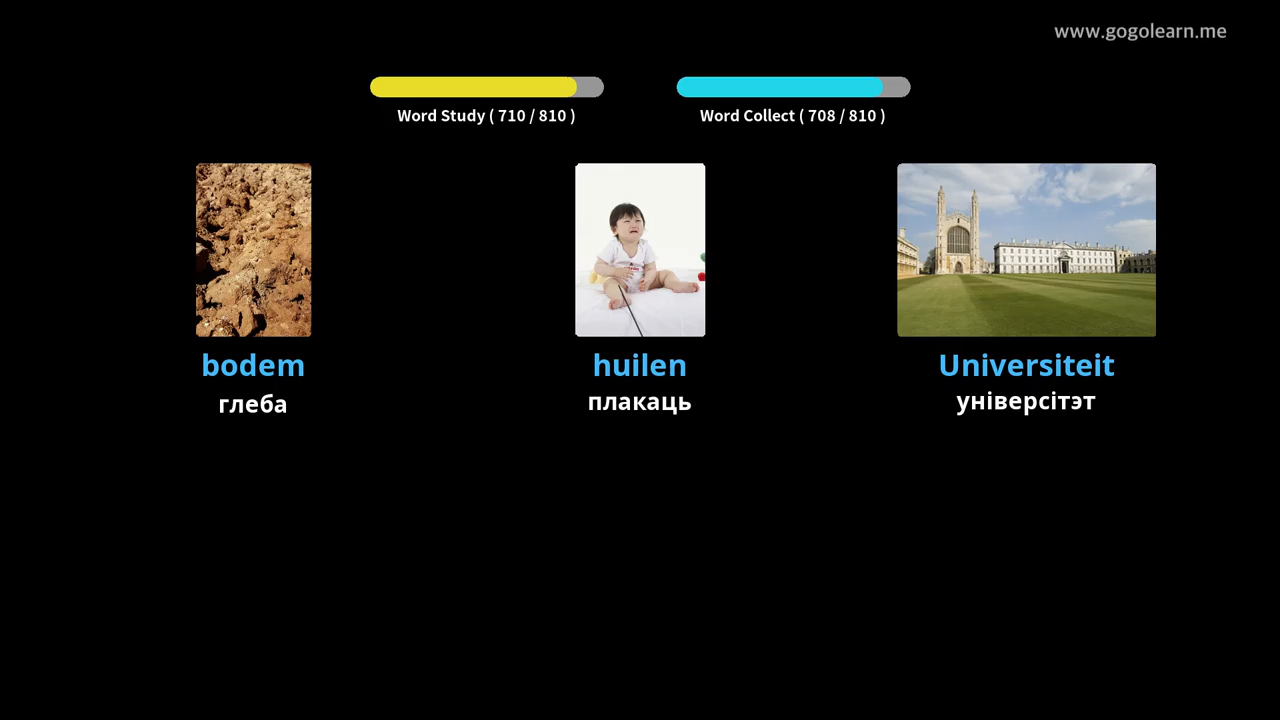 www.gogolearn.me
Word Study ( 710 / 810 )
Word Collect ( 708 / 810 )
bodem
глеба
huilen
плакаць
Universiteit
універсітэт